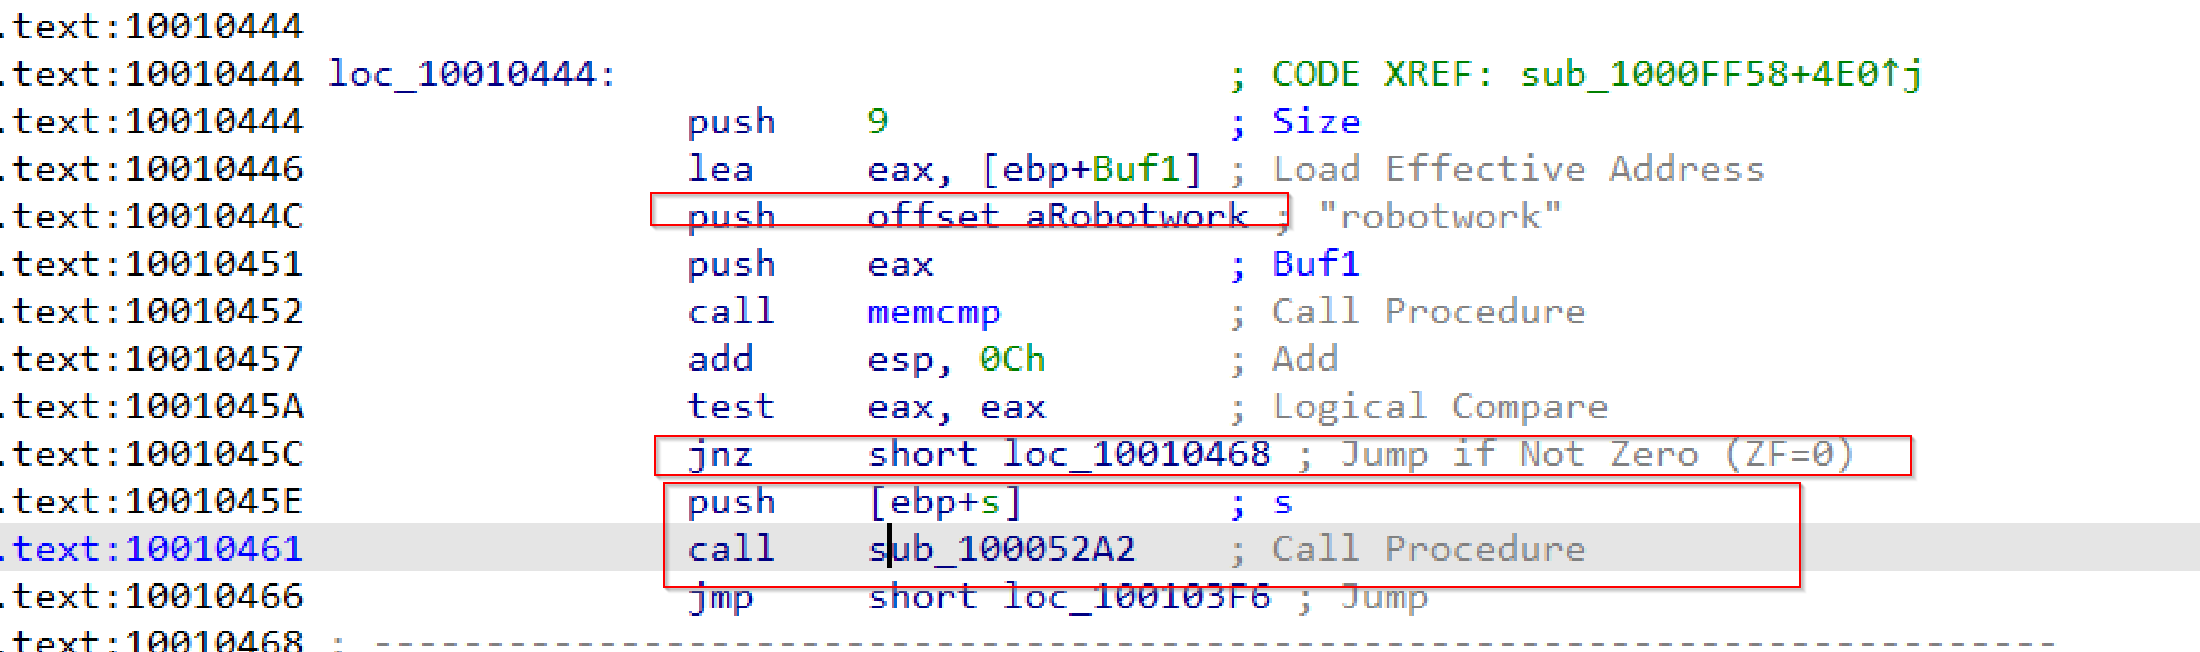 .text:10010444
.text:10010444 loc_10010444: ; CODE XREF: sub_1000FF58+4E0↑j
.text:10010444 push 9 ; Size
.text:10010446 lea eax, [ebp+Buf1] ; Load Effective Address
.text:1001044C push offset aRobotwork ; "robotwork"
.text:10010451 push eax ; Buf1
.text:10010452 call memcmp ; Call Procedure
.text:10010457 add esp, 0Ch ; Add
.text:1001045A test eax, eax ; Logical Compare
.text:1001045C jnz short loc_10010468 ; Jump if Not Zero (ZF=0)
.text:1001045E push [ebp+s] ; s
.text:10010461 call sub_100052A2 ; Call Procedure
.text:10010466 jmp short loc_100103F6 ; Jump
.text:10010468 ; ---------------------------------------------------------------------------